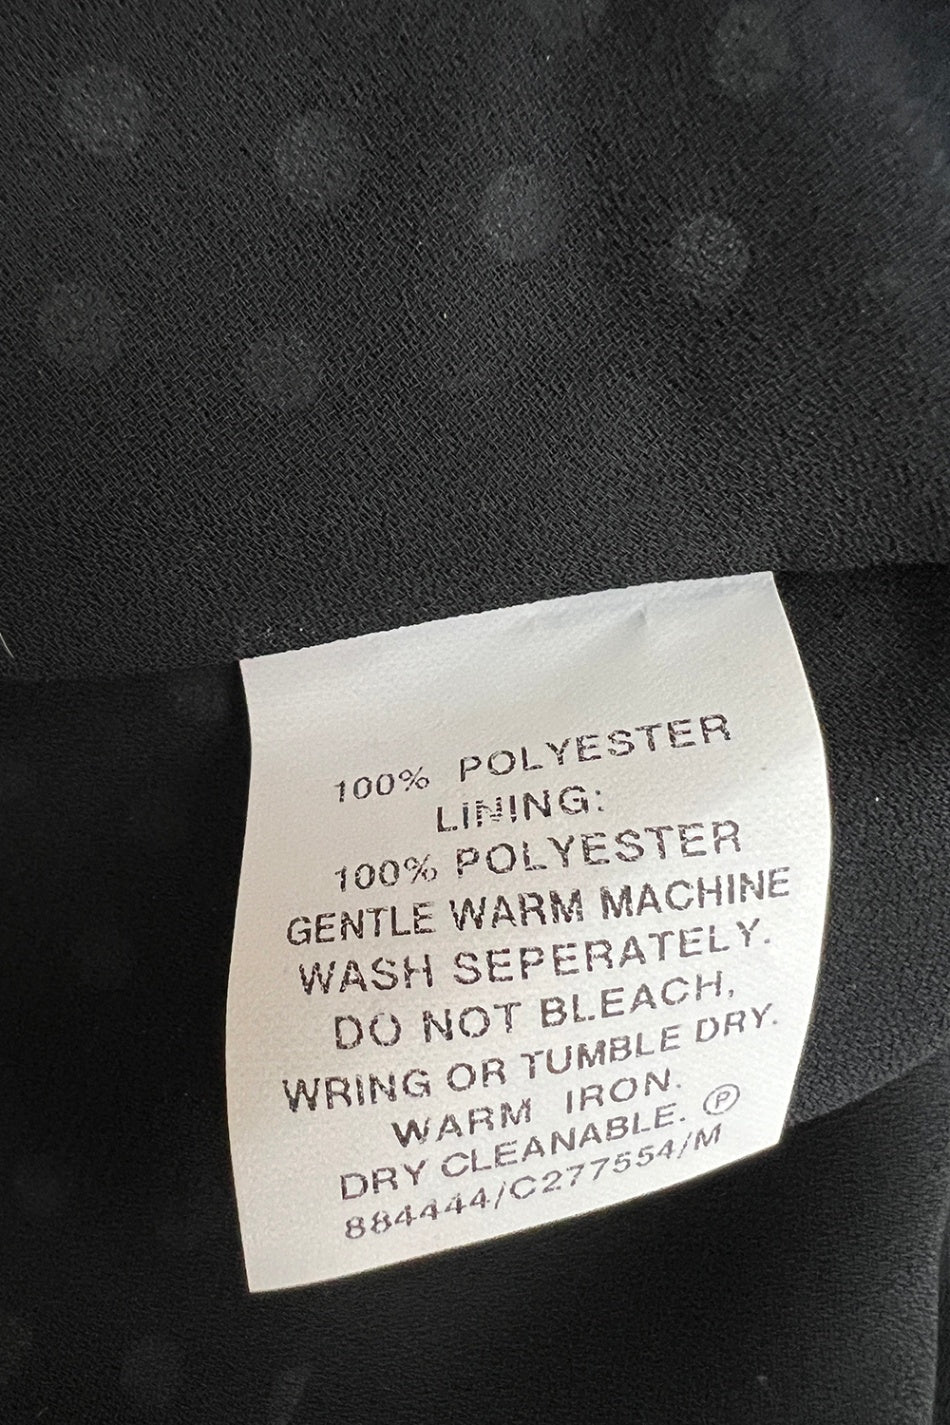 100% POLYESTER
LINING:
100% POLYESTER
GENTLE WARM MACHINE
WASH SEPERATELY.
DO NOT BLEACH,
WRING OR TUMBLE DRY.
WARM IRON.
DRY CLEANABLE. Ⓟ
884444/C277554/M